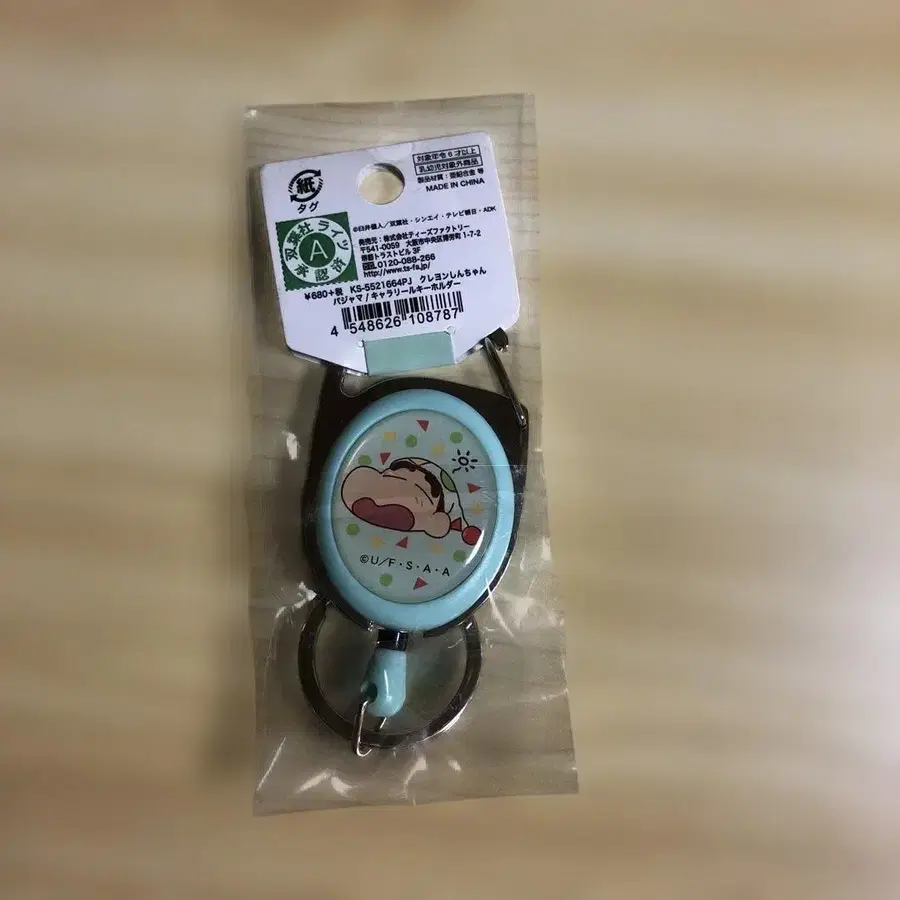 紙
タグ
対象年令6才以上
乳幼児対象外商品
製品材質:亜鉛合金 等
MADE IN CHINA
双葉社ライツ
A
承認済
©臼井儀人/双葉社・シンエイ・テレビ朝日・ADK
発売元:株式会社ティーズファクトリー
〒541-0059 大阪市中央区博労町1-7-2
堺筋トラストビル3F
TEL 0120-088-266
http://www.ts-fa.jp/
¥680+税 KS-5521664PJ クレヨンしんちゃん
パジャマ/キャラリールキーホルダー
4 548626 108787
©U/F・S・A・A